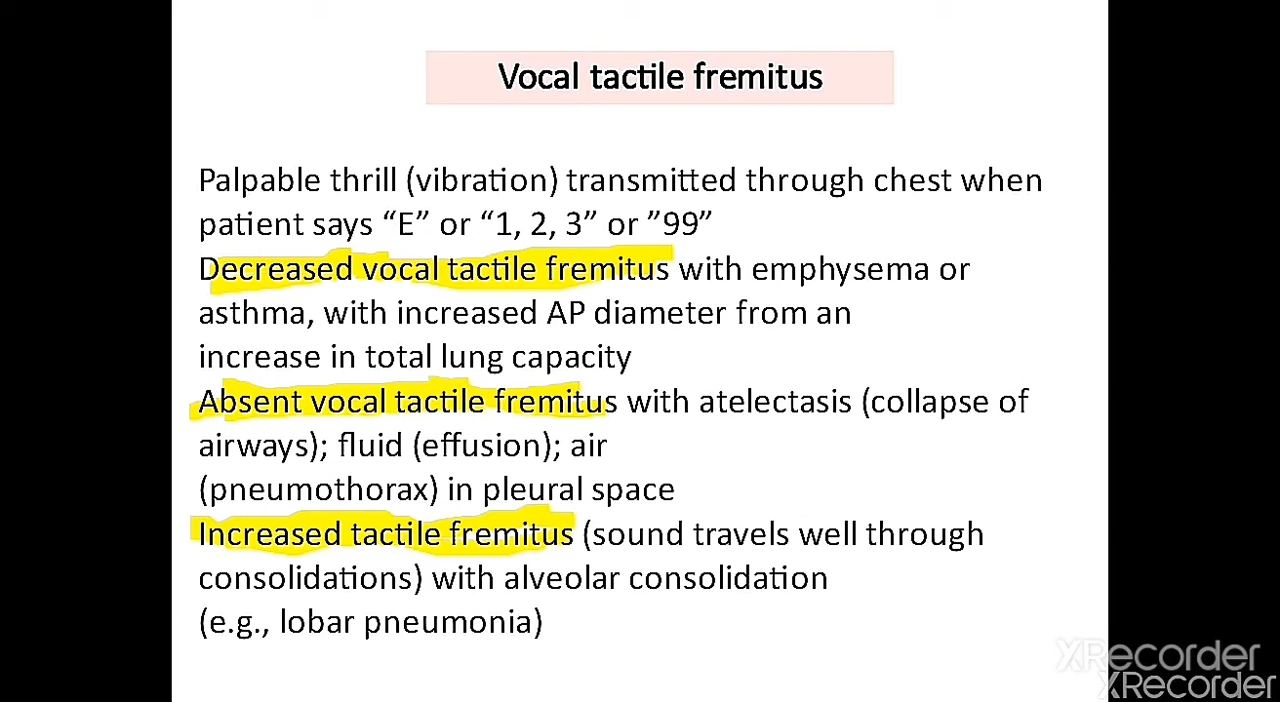 Vocal tactile fremitus
Palpable thrill (vibration) transmitted through chest when
patient says “E” or “1, 2, 3” or ”99”
Decreased vocal tactile fremitus with emphysema or
asthma, with increased AP diameter from an
increase in total lung capacity
Absent vocal tactile fremitus with atelectasis (collapse of
airways); fluid (effusion); air
(pneumothorax) in pleural space
Increased tactile fremitus (sound travels well through
consolidations) with alveolar consolidation
(e.g., lobar pneumonia)
XRecorder
XRecorder